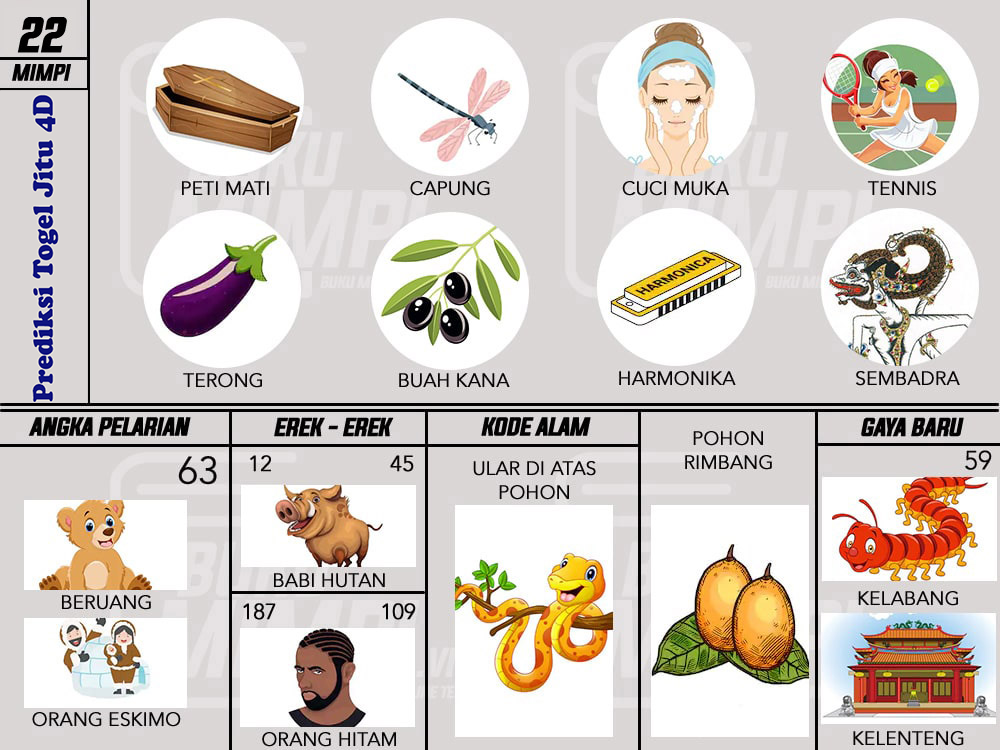 22
MIMPI
Prediksi Togel Jitu 4D
PETI MATI
CAPUNG
CUCI MUKA
TENNIS
TERONG
BUAH KANA
HARMONICA
HARMONIKA
SEMBADRA
ANGKA PELARIAN
63
BERUANG
ORANG ESKIMO
EREK - EREK
12 45
BABI HUTAN
187 109
ORANG HITAM
KODE ALAM
ULAR DI ATAS
POHON
POHON
RIMBANG
GAYA BARU
59
KELABANG
KELENTENG
BUKU
MIMPI